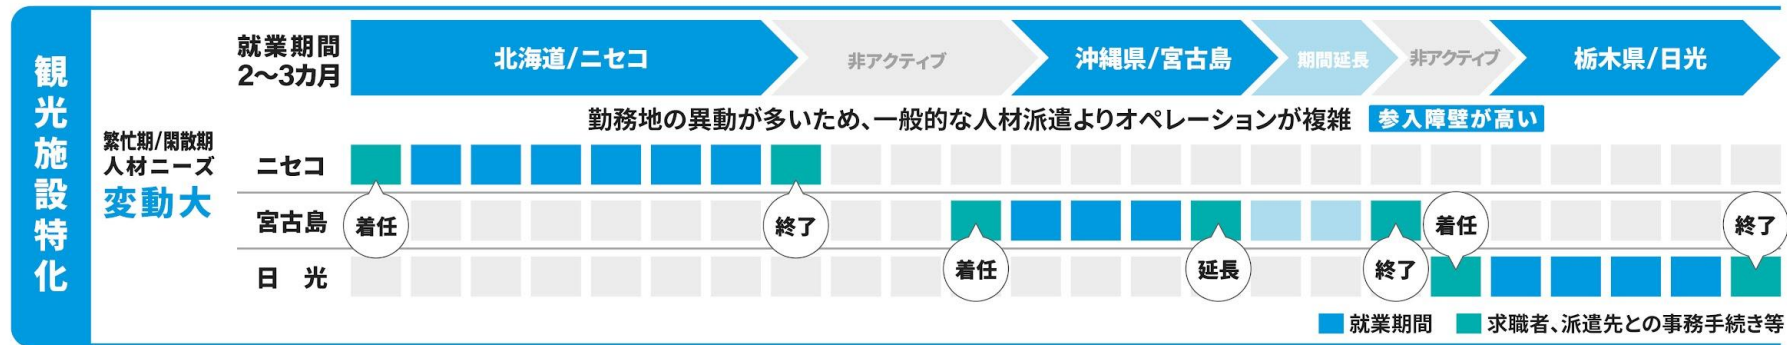 観光施設特化
繁忙期/閑散期
人材ニーズ
変動大
就業期間
2〜3カ月
北海道/ニセコ
非アクティブ
沖縄県/宮古島
期間延長
非アクティブ
栃木県/日光
勤務地の異動が多いため、一般的な人材派遣よりオペレーションが複雑 参入障壁が高い
ニセコ
着任
終了
宮古島
着任
延長
終了
日 光
着任
終了
就業期間 求職者、派遣先との事務手続き等